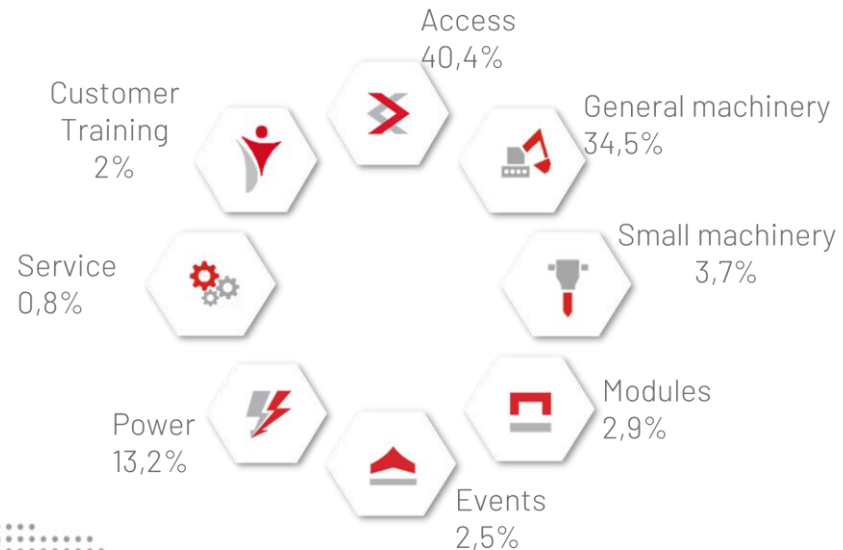 Access
40,4%
General machinery
34,5%
Small machinery
3,7%
Modules
2,9%
Events
2,5%
Power
13,2%
Service
0,8%
Customer
Training
2%